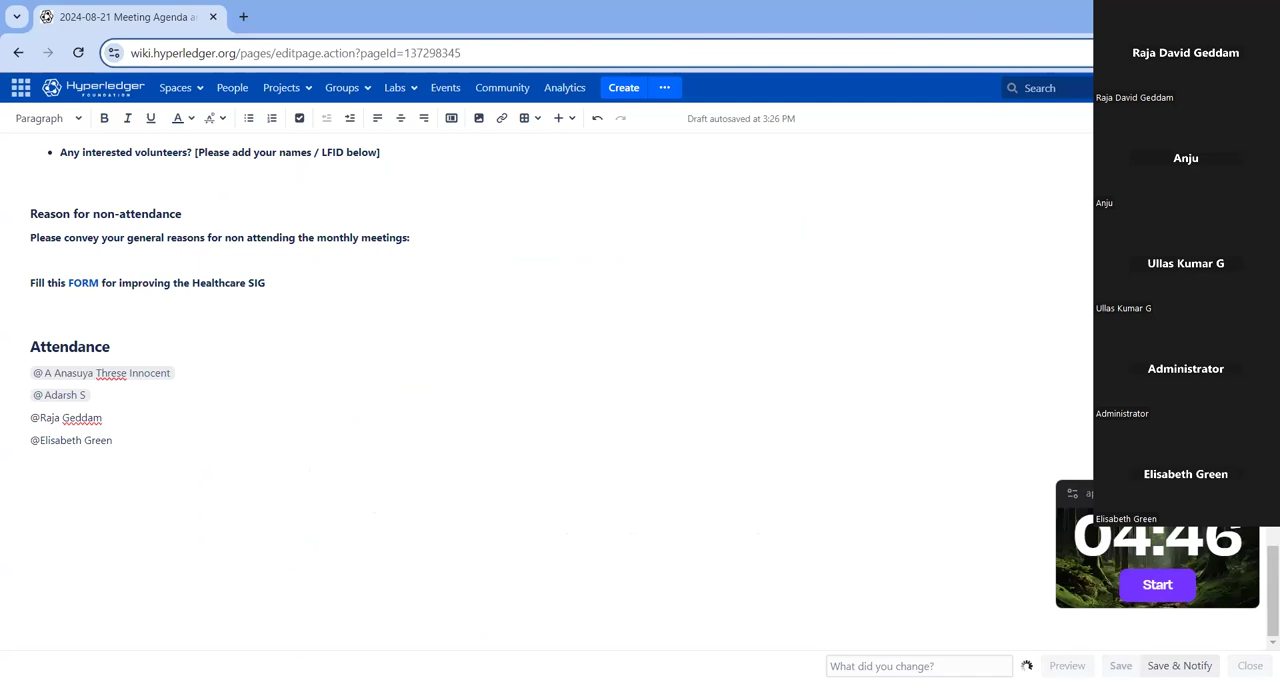 2024-08-21 Meeting Agenda a
wiki.hyperledger.org/pages/editpage.action?pageId=137298345
HYPERLEDGER
FOUNDATION
Spaces People Projects Groups Labs Events Community Analytics Create ••• Search
Paragraph B I U A Draft autosaved at 3:26 PM
• Any interested volunteers? [Please add your names / LFID below]
Reason for non-attendance
Please convey your general reasons for non attending the monthly meetings:
Fill this FORM for improving the Healthcare SIG
Attendance
@A Anasuya Threse Innocent
@Adarsh S
@Raja Geddam
@Elisabeth Green
What did you change? Preview Save Save & Notify Close
Raja David Geddam
Raja David Geddam
Anju
Anju
Ullas Kumar G
Ullas Kumar G
Administrator
Administrator
Elisabeth Green
Elisabeth Green
04:46
Start